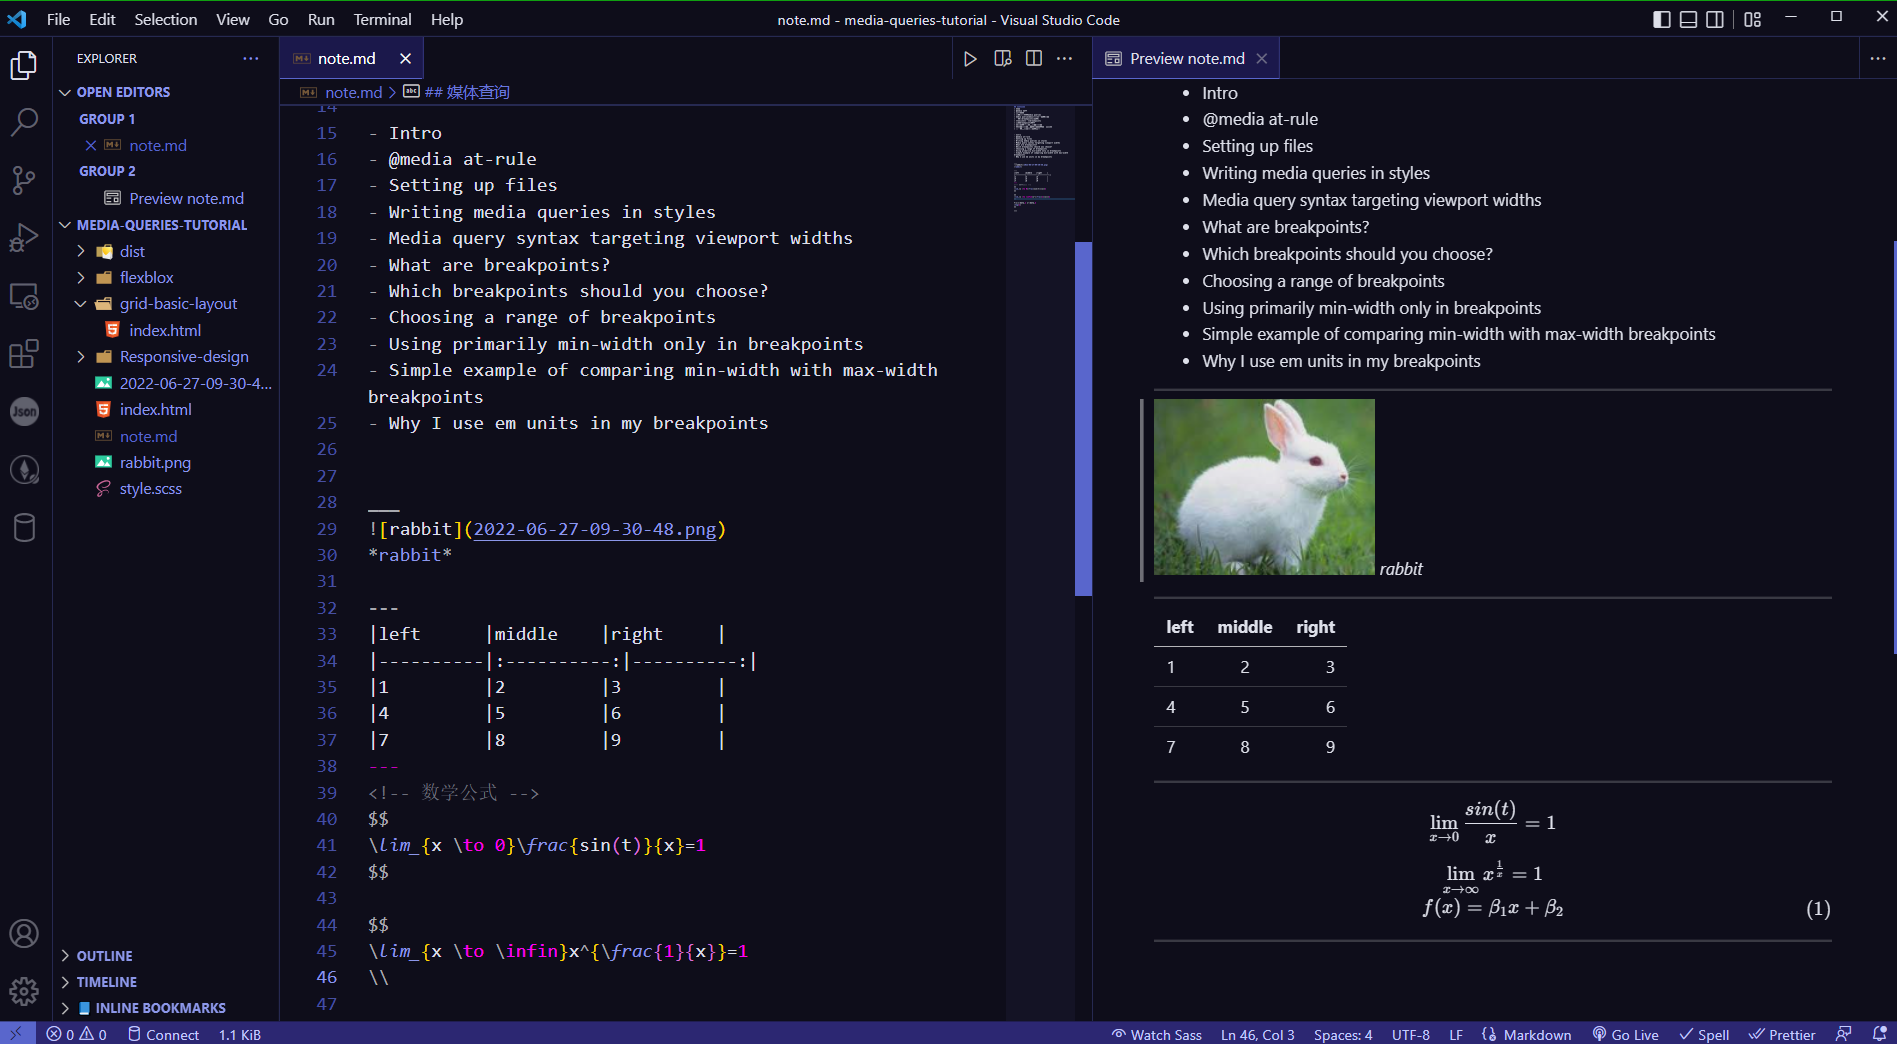 File Edit Selection View Go Run Terminal Help
note.md - media-queries-tutorial - Visual Studio Code
EXPLORER
OPEN EDITORS
GROUP 1
note.md
GROUP 2
Preview note.md
MEDIA-QUERIES-TUTORIAL
dist
flexblox
grid-basic-layout
index.html
Responsive-design
2022-06-27-09-30-4...
index.html
note.md
rabbit.png
style.scss
OUTLINE
TIMELINE
INLINE BOOKMARKS
Json
note.md
note.md > ## 媒体查询
14
15 - Intro
16 - @media at-rule
17 - Setting up files
18 - Writing media queries in styles
19 - Media query syntax targeting viewport widths
20 - What are breakpoints?
21 - Which breakpoints should you choose?
22 - Choosing a range of breakpoints
23 - Using primarily min-width only in breakpoints
24 - Simple example of comparing min-width with max-width
breakpoints
25 - Why I use em units in my breakpoints
26
27
28 ___
29 ![rabbit](2022-06-27-09-30-48.png)
30 *rabbit*
31
32 ---
33 |left |middle |right |
34 |----------|:----------:|----------:|
35 |1 |2 |3 |
36 |4 |5 |6 |
37 |7 |8 |9 |
38 ---
39 <!-- 数学公式 -->
40 $$
41 \lim_{x \to 0}\frac{sin(t)}{x}=1
42 $$
43
44 $$
45 \lim_{x \to \infin}x^{\frac{1}{x}}=1
46 \\
47
Preview note.md
• Intro
• @media at-rule
• Setting up files
• Writing media queries in styles
• Media query syntax targeting viewport widths
• What are breakpoints?
• Which breakpoints should you choose?
• Choosing a range of breakpoints
• Using primarily min-width only in breakpoints
• Simple example of comparing min-width with max-width breakpoints
• Why I use em units in my breakpoints
rabbit
left middle right
1 2 3
4 5 6
7 8 9
lim x→0 sin(t)/x = 1
lim x→∞ x^(1/x) = 1
f(x) = β₁x + β₂ (1)
0 0 Connect 1.1 KiB
Watch Sass Ln 46, Col 3 Spaces: 4 UTF-8 LF Markdown Go Live Spell Prettier